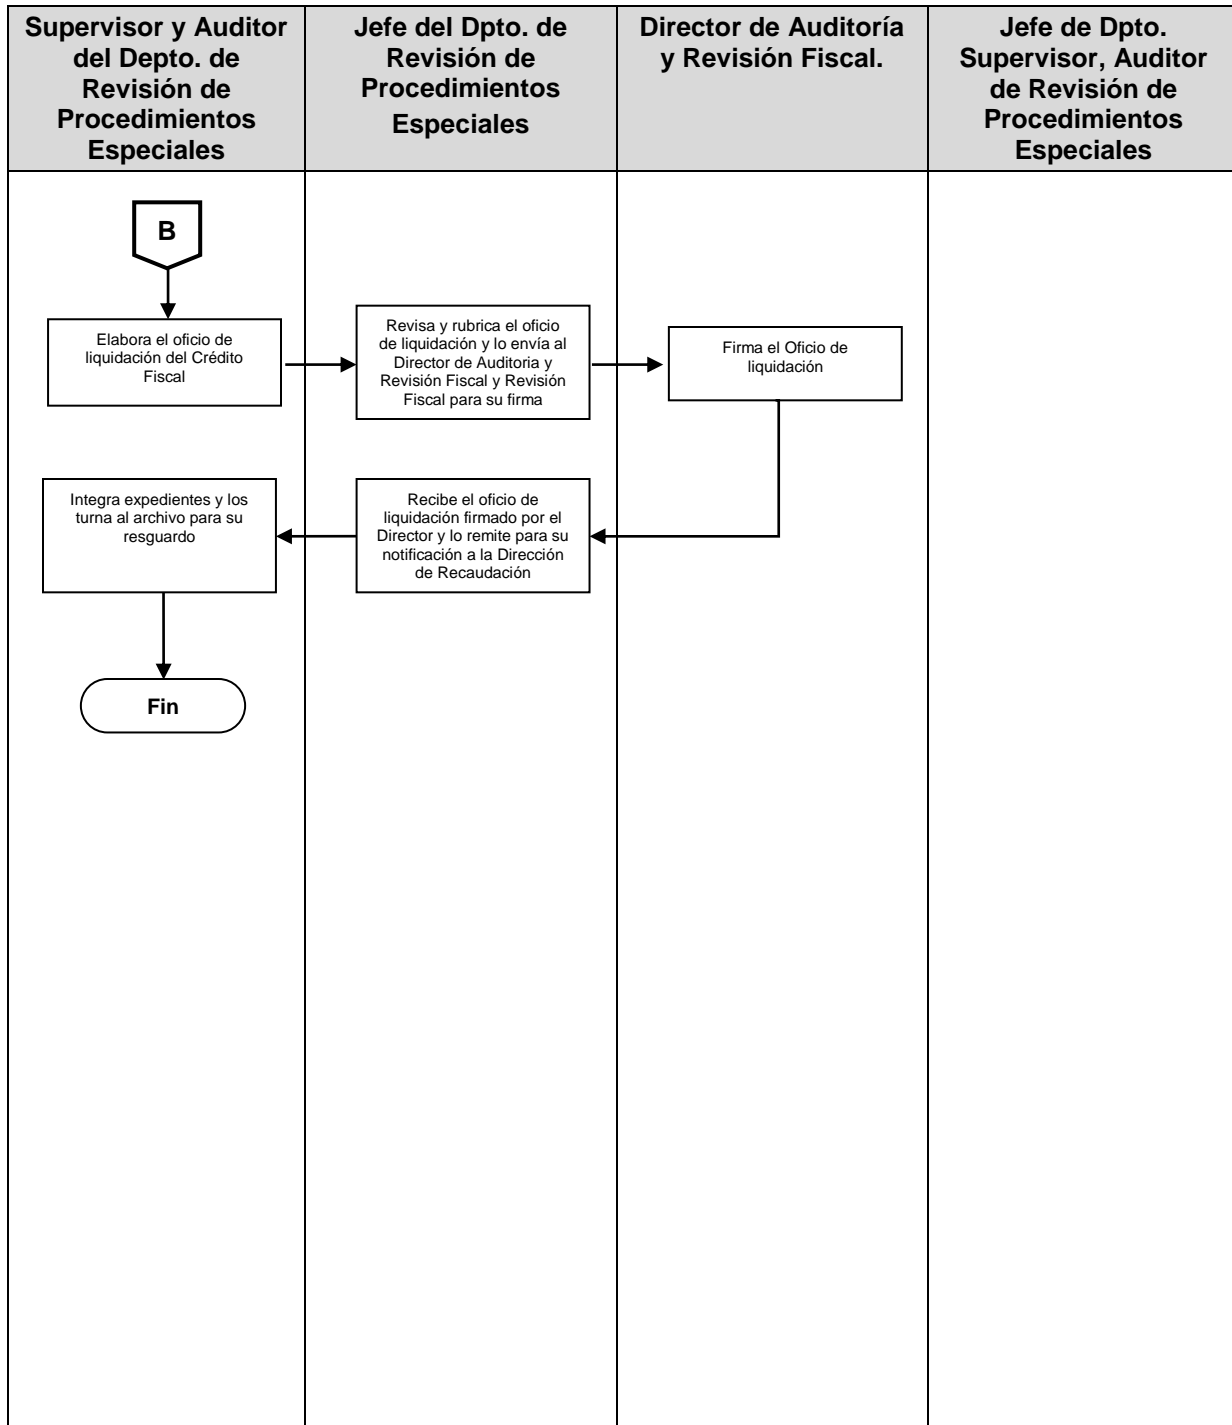 Supervisor y Auditor
del Depto. de
Revisión de
Procedimientos
Especiales
Jefe del Dpto. de
Revisión de
Procedimientos
Especiales
Director de Auditoría
y Revisión Fiscal.
Jefe de Dpto.
Supervisor, Auditor
de Revisión de
Procedimientos
Especiales
B
Elabora el oficio de
liquidación del Crédito
Fiscal
Revisa y rubrica el oficio
de liquidación y lo envía al
Director de Auditoria y
Revisión Fiscal y Revisión
Fiscal para su firma
Firma el Oficio de
liquidación
Integra expedientes y los
turna al archivo para su
resguardo
Recibe el oficio de
liquidación firmado por el
Director y lo remite para su
notificación a la Dirección
de Recaudación
Fin